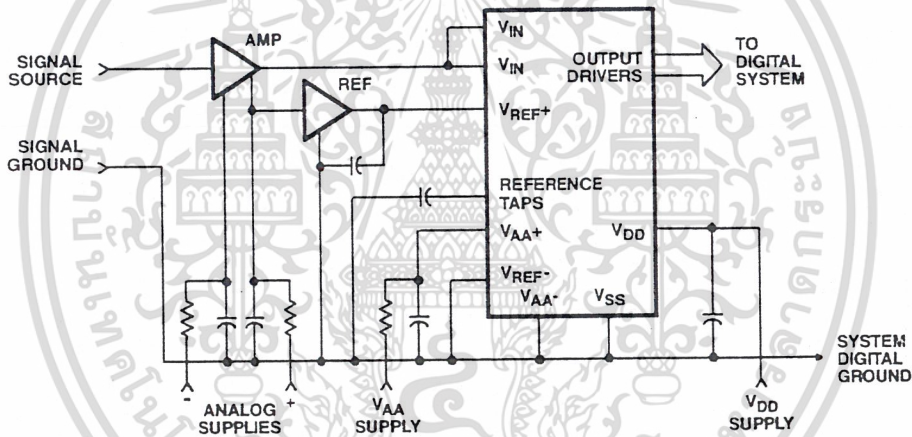 AMP
SIGNAL
SOURCE
REF
SIGNAL
GROUND
VIN
VIN
OUTPUT
DRIVERS
TO
DIGITAL
SYSTEM
VREF+
REFERENCE
TAPS
VAA+
VDD
VREF-
VAA-
VSS
SYSTEM
DIGITAL
GROUND
-
ANALOG
SUPPLIES
+
VAA
SUPPLY
VDD
SUPPLY